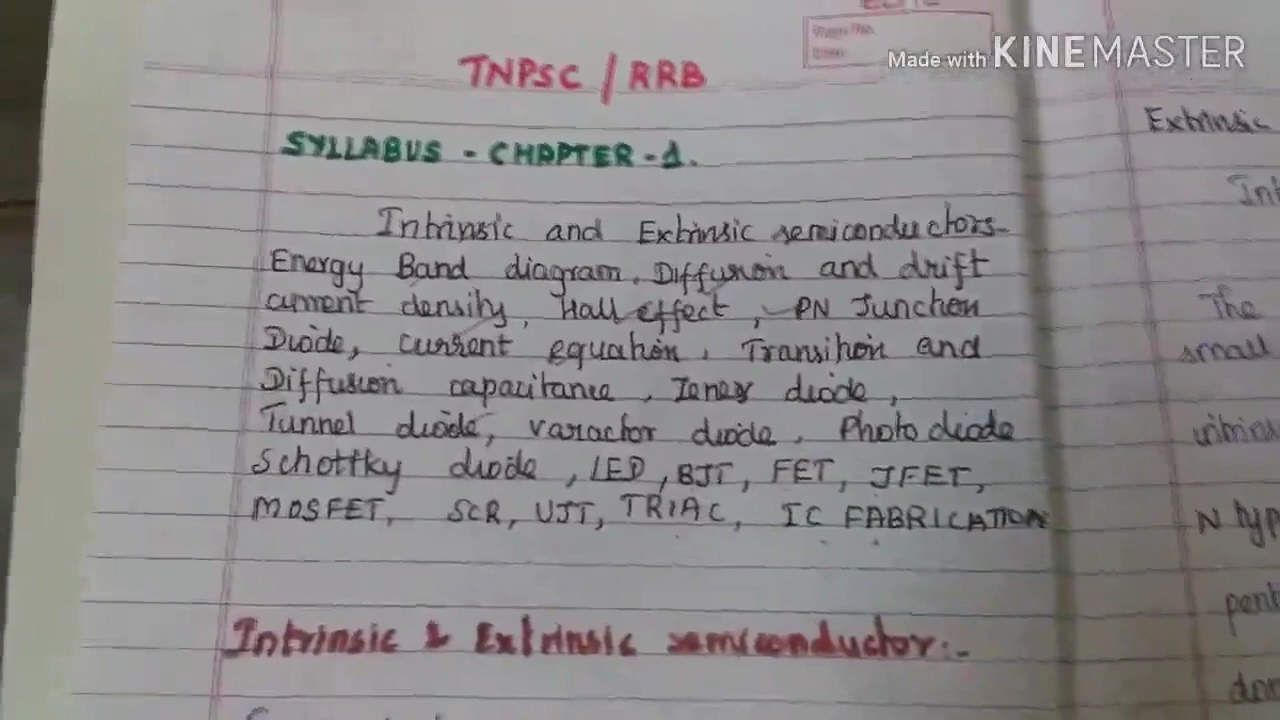 Made with KINEMASTER
TNPSC / RRB
SYLLABUS - CHAPTER - 1.
Intrinsic and Extrinsic semiconductors-
Energy Band diagram, Diffusion and drift
current density, Hall effect, PN Junction
Diode, current equation, Transition and
Diffusion capacitance, Zener diode,
Tunnel diode, varactor diode, Photo diode
Schottky diode, LED, BJT, FET, JFET,
MOSFET, SCR, UJT, TRIAC, IC FABRICATION
Intrinsic & Extrinsic semiconductor:-
Extrinsic
The
small
N typ